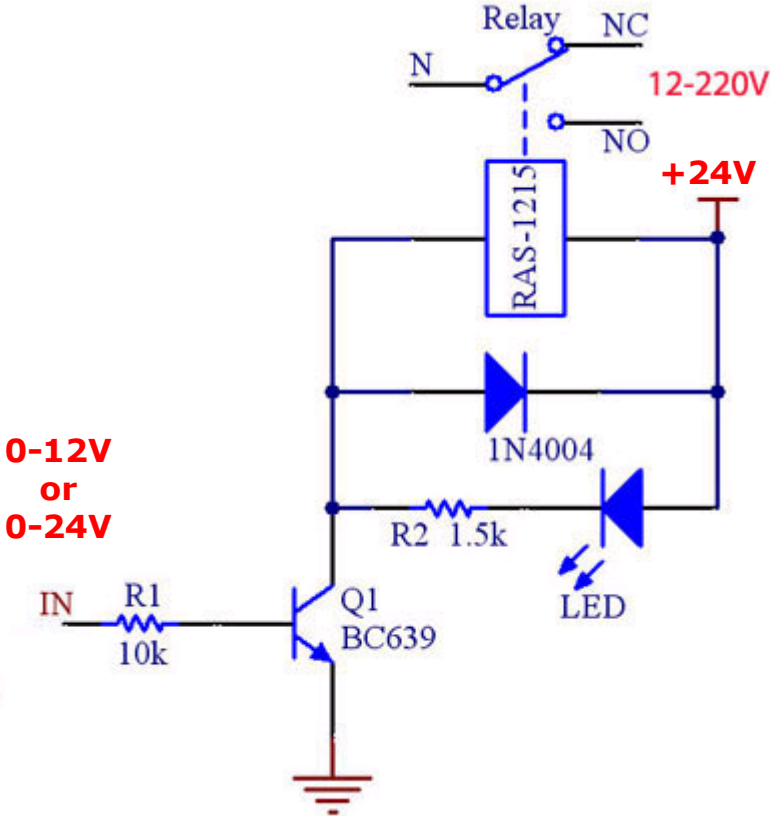 Relay
NC
N
12-220V
NO
+24V
RAS-1215
1N4004
0-12V
or
0-24V
R2 1.5k
LED
IN
R1
10k
Q1
BC639